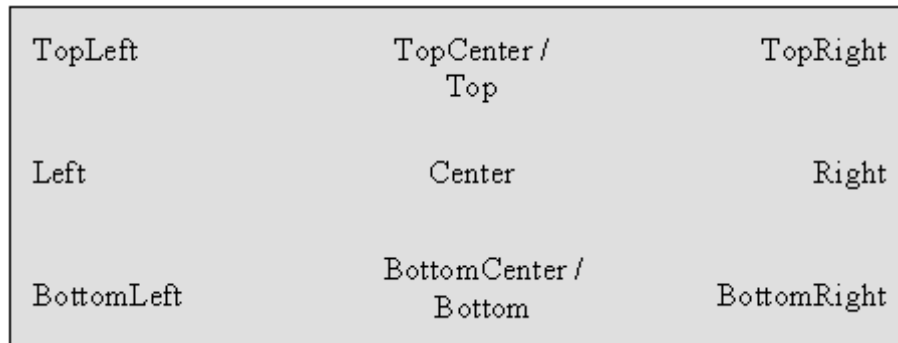 TopLeft TopCenter / TopRight
Top
Left Center Right
BottomCenter /
BottomLeft Bottom BottomRight